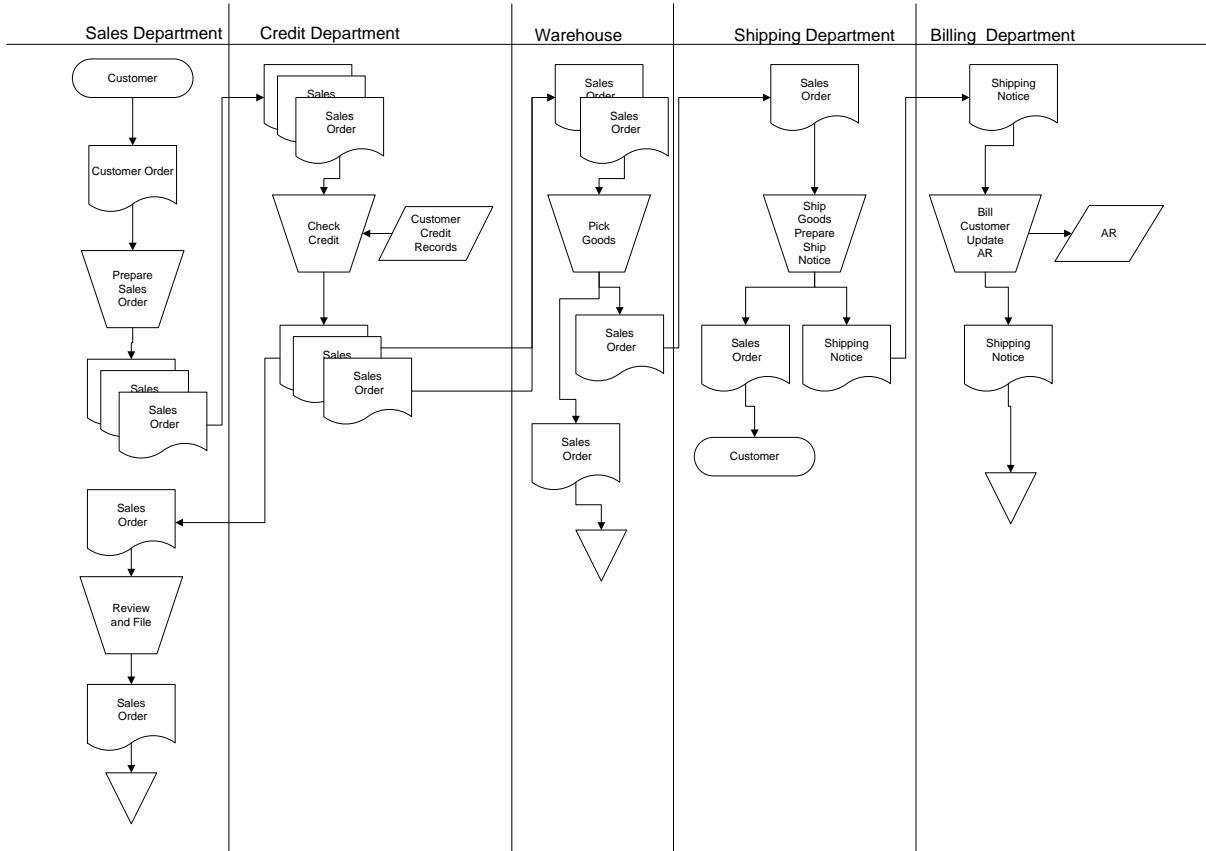 Sales Department
Credit Department
Warehouse
Shipping Department
Billing Department
Customer
Customer Order
Prepare
Sales
Order
Sales
Sales
Order
Sales
Order
Review
and File
Sales
Order
Sales
Sales
Order
Check
Credit
Customer
Credit
Records
Sales
Sales
Order
Sales
Order
Sales
Order
Pick
Goods
Sales
Order
Sales
Order
Sales
Order
Ship
Goods
Prepare
Ship
Notice
Sales
Order
Shipping
Notice
Customer
Shipping
Notice
Bill
Customer
Update
AR
AR
Shipping
Notice